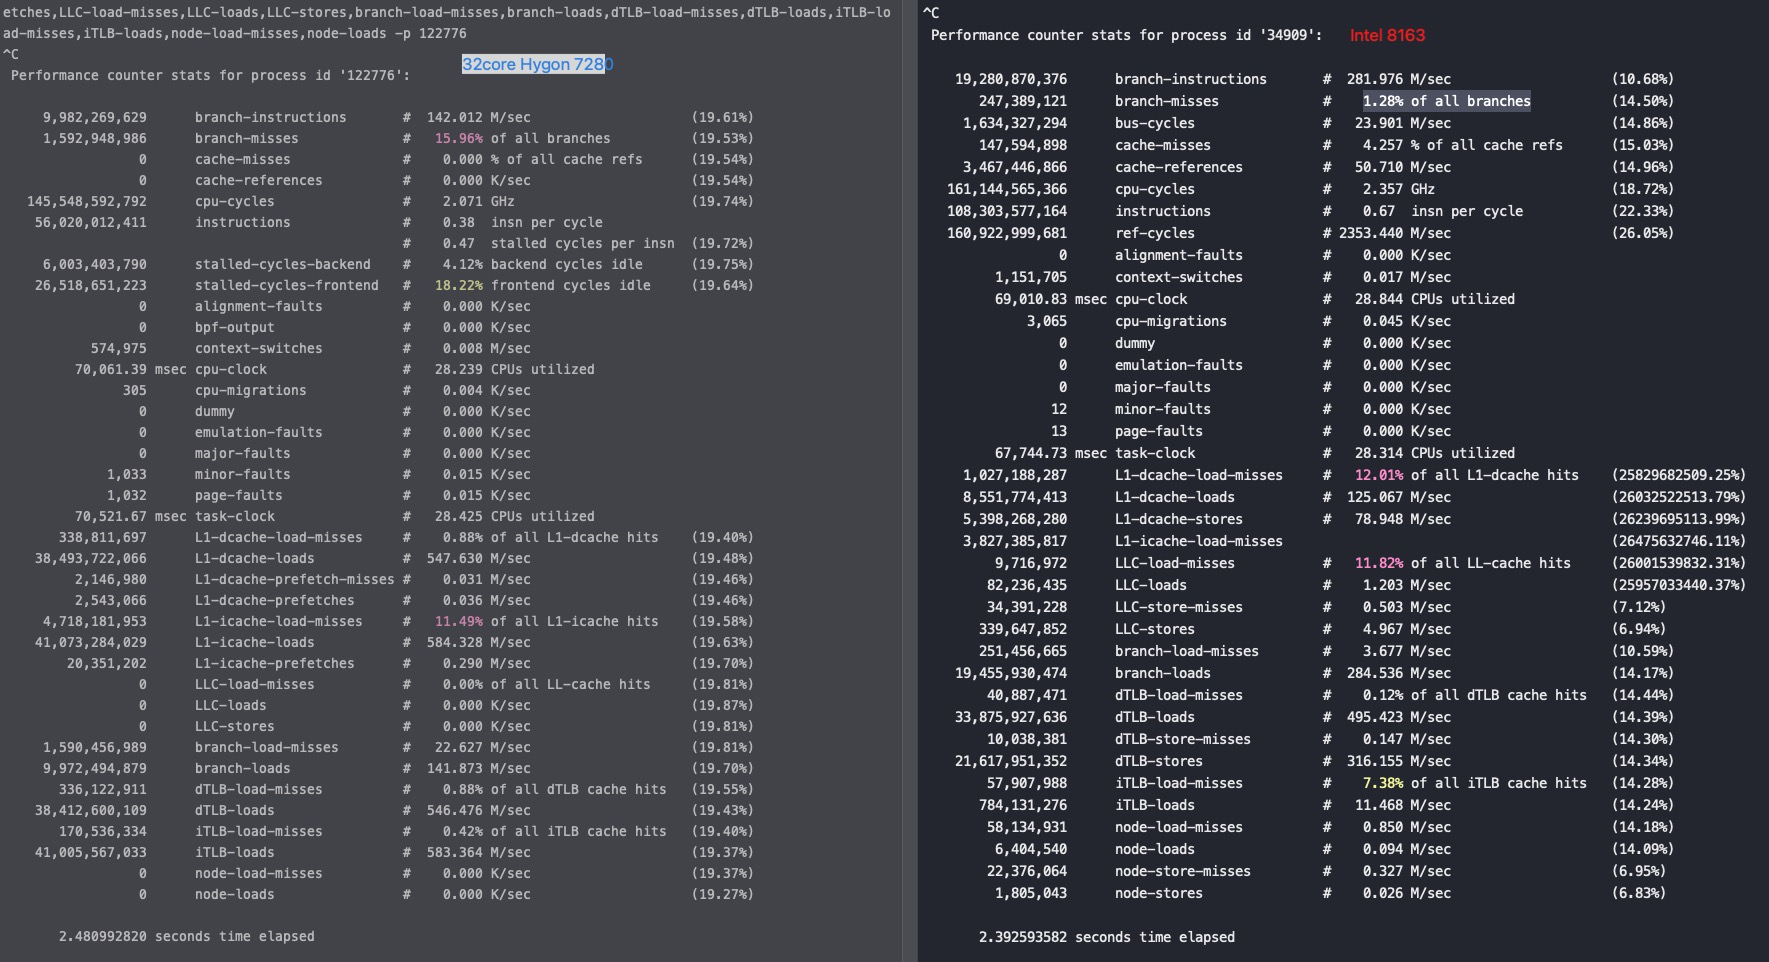 etches,LLC-load-misses,LLC-loads,LLC-stores,branch-load-misses,branch-loads,dTLB-load-misses,dTLB-loads,iTLB-lo
ad-misses,iTLB-loads,node-load-misses,node-loads -p 122776
^C
32core Hygon 7280
Performance counter stats for process id '122776':
9,982,269,629 branch-instructions # 142.012 M/sec (19.61%)
1,592,948,986 branch-misses # 15.96% of all branches (19.53%)
0 cache-misses # 0.000 % of all cache refs (19.54%)
0 cache-references # 0.000 K/sec (19.54%)
145,548,592,792 cpu-cycles # 2.071 GHz (19.74%)
56,020,012,411 instructions # 0.38 insn per cycle
# 0.47 stalled cycles per insn (19.72%)
6,003,403,790 stalled-cycles-backend # 4.12% backend cycles idle (19.75%)
26,518,651,223 stalled-cycles-frontend # 18.22% frontend cycles idle (19.64%)
0 alignment-faults # 0.000 K/sec
0 bpf-output # 0.000 K/sec
574,975 context-switches # 0.008 M/sec
70,061.39 msec cpu-clock # 28.239 CPUs utilized
305 cpu-migrations # 0.004 K/sec
0 dummy # 0.000 K/sec
0 emulation-faults # 0.000 K/sec
0 major-faults # 0.000 K/sec
1,033 minor-faults # 0.015 K/sec
1,032 page-faults # 0.015 K/sec
70,521.67 msec task-clock # 28.425 CPUs utilized
338,811,697 L1-dcache-load-misses # 0.88% of all L1-dcache hits (19.40%)
38,493,722,066 L1-dcache-loads # 547.630 M/sec (19.48%)
2,146,980 L1-dcache-prefetch-misses # 0.031 M/sec (19.46%)
2,543,066 L1-dcache-prefetches # 0.036 M/sec (19.46%)
4,718,181,953 L1-icache-load-misses # 11.49% of all L1-icache hits (19.58%)
41,073,284,029 L1-icache-loads # 584.328 M/sec (19.63%)
20,351,202 L1-icache-prefetches # 0.290 M/sec (19.70%)
0 LLC-load-misses # 0.00% of all LL-cache hits (19.81%)
0 LLC-loads # 0.000 K/sec (19.87%)
0 LLC-stores # 0.000 K/sec (19.81%)
1,590,456,989 branch-load-misses # 22.627 M/sec (19.81%)
9,972,494,879 branch-loads # 141.873 M/sec (19.70%)
336,122,911 dTLB-load-misses # 0.88% of all dTLB cache hits (19.55%)
38,412,600,109 dTLB-loads # 546.476 M/sec (19.43%)
170,536,334 iTLB-load-misses # 0.42% of all iTLB cache hits (19.40%)
41,005,567,033 iTLB-loads # 583.364 M/sec (19.37%)
0 node-load-misses # 0.000 K/sec (19.37%)
0 node-loads # 0.000 K/sec (19.27%)
2.480992820 seconds time elapsed
^C
Performance counter stats for process id '34909': Intel 8163
19,280,870,376 branch-instructions # 281.976 M/sec (10.68%)
247,389,121 branch-misses # 1.28% of all branches (14.50%)
1,634,327,294 bus-cycles # 23.901 M/sec (14.86%)
147,594,898 cache-misses # 4.257 % of all cache refs (15.03%)
3,467,446,866 cache-references # 50.710 M/sec (14.96%)
161,144,565,366 cpu-cycles # 2.357 GHz (18.72%)
108,303,577,164 instructions # 0.67 insn per cycle (22.33%)
160,922,999,681 ref-cycles # 2353.440 M/sec (26.05%)
0 alignment-faults # 0.000 K/sec
1,151,705 context-switches # 0.017 M/sec
69,010.83 msec cpu-clock # 28.844 CPUs utilized
3,065 cpu-migrations # 0.045 K/sec
0 dummy # 0.000 K/sec
0 emulation-faults # 0.000 K/sec
0 major-faults # 0.000 K/sec
12 minor-faults # 0.000 K/sec
13 page-faults # 0.000 K/sec
67,744.73 msec task-clock # 28.314 CPUs utilized
1,027,188,287 L1-dcache-load-misses # 12.01% of all L1-dcache hits (25829682509.25%)
8,551,774,413 L1-dcache-loads # 125.067 M/sec (26032522513.79%)
5,398,268,280 L1-dcache-stores # 78.948 M/sec (26239695113.99%)
3,827,385,817 L1-icache-load-misses (26475632746.11%)
9,716,972 LLC-load-misses # 11.82% of all LL-cache hits (26001539832.31%)
82,236,435 LLC-loads # 1.203 M/sec (25957033440.37%)
34,391,228 LLC-store-misses # 0.503 M/sec (7.12%)
339,647,852 LLC-stores # 4.967 M/sec (6.94%)
251,456,665 branch-load-misses # 3.677 M/sec (10.59%)
19,455,930,474 branch-loads # 284.536 M/sec (14.17%)
40,887,471 dTLB-load-misses # 0.12% of all dTLB cache hits (14.44%)
33,875,927,636 dTLB-loads # 495.423 M/sec (14.39%)
10,038,381 dTLB-store-misses # 0.147 M/sec (14.30%)
21,617,951,352 dTLB-stores # 316.155 M/sec (14.34%)
57,907,988 iTLB-load-misses # 7.38% of all iTLB cache hits (14.28%)
784,131,276 iTLB-loads # 11.468 M/sec (14.24%)
58,134,931 node-load-misses # 0.850 M/sec (14.18%)
6,404,540 node-loads # 0.094 M/sec (14.09%)
22,376,064 node-store-misses # 0.327 M/sec (6.95%)
1,805,043 node-stores # 0.026 M/sec (6.83%)
2.392593582 seconds time elapsed